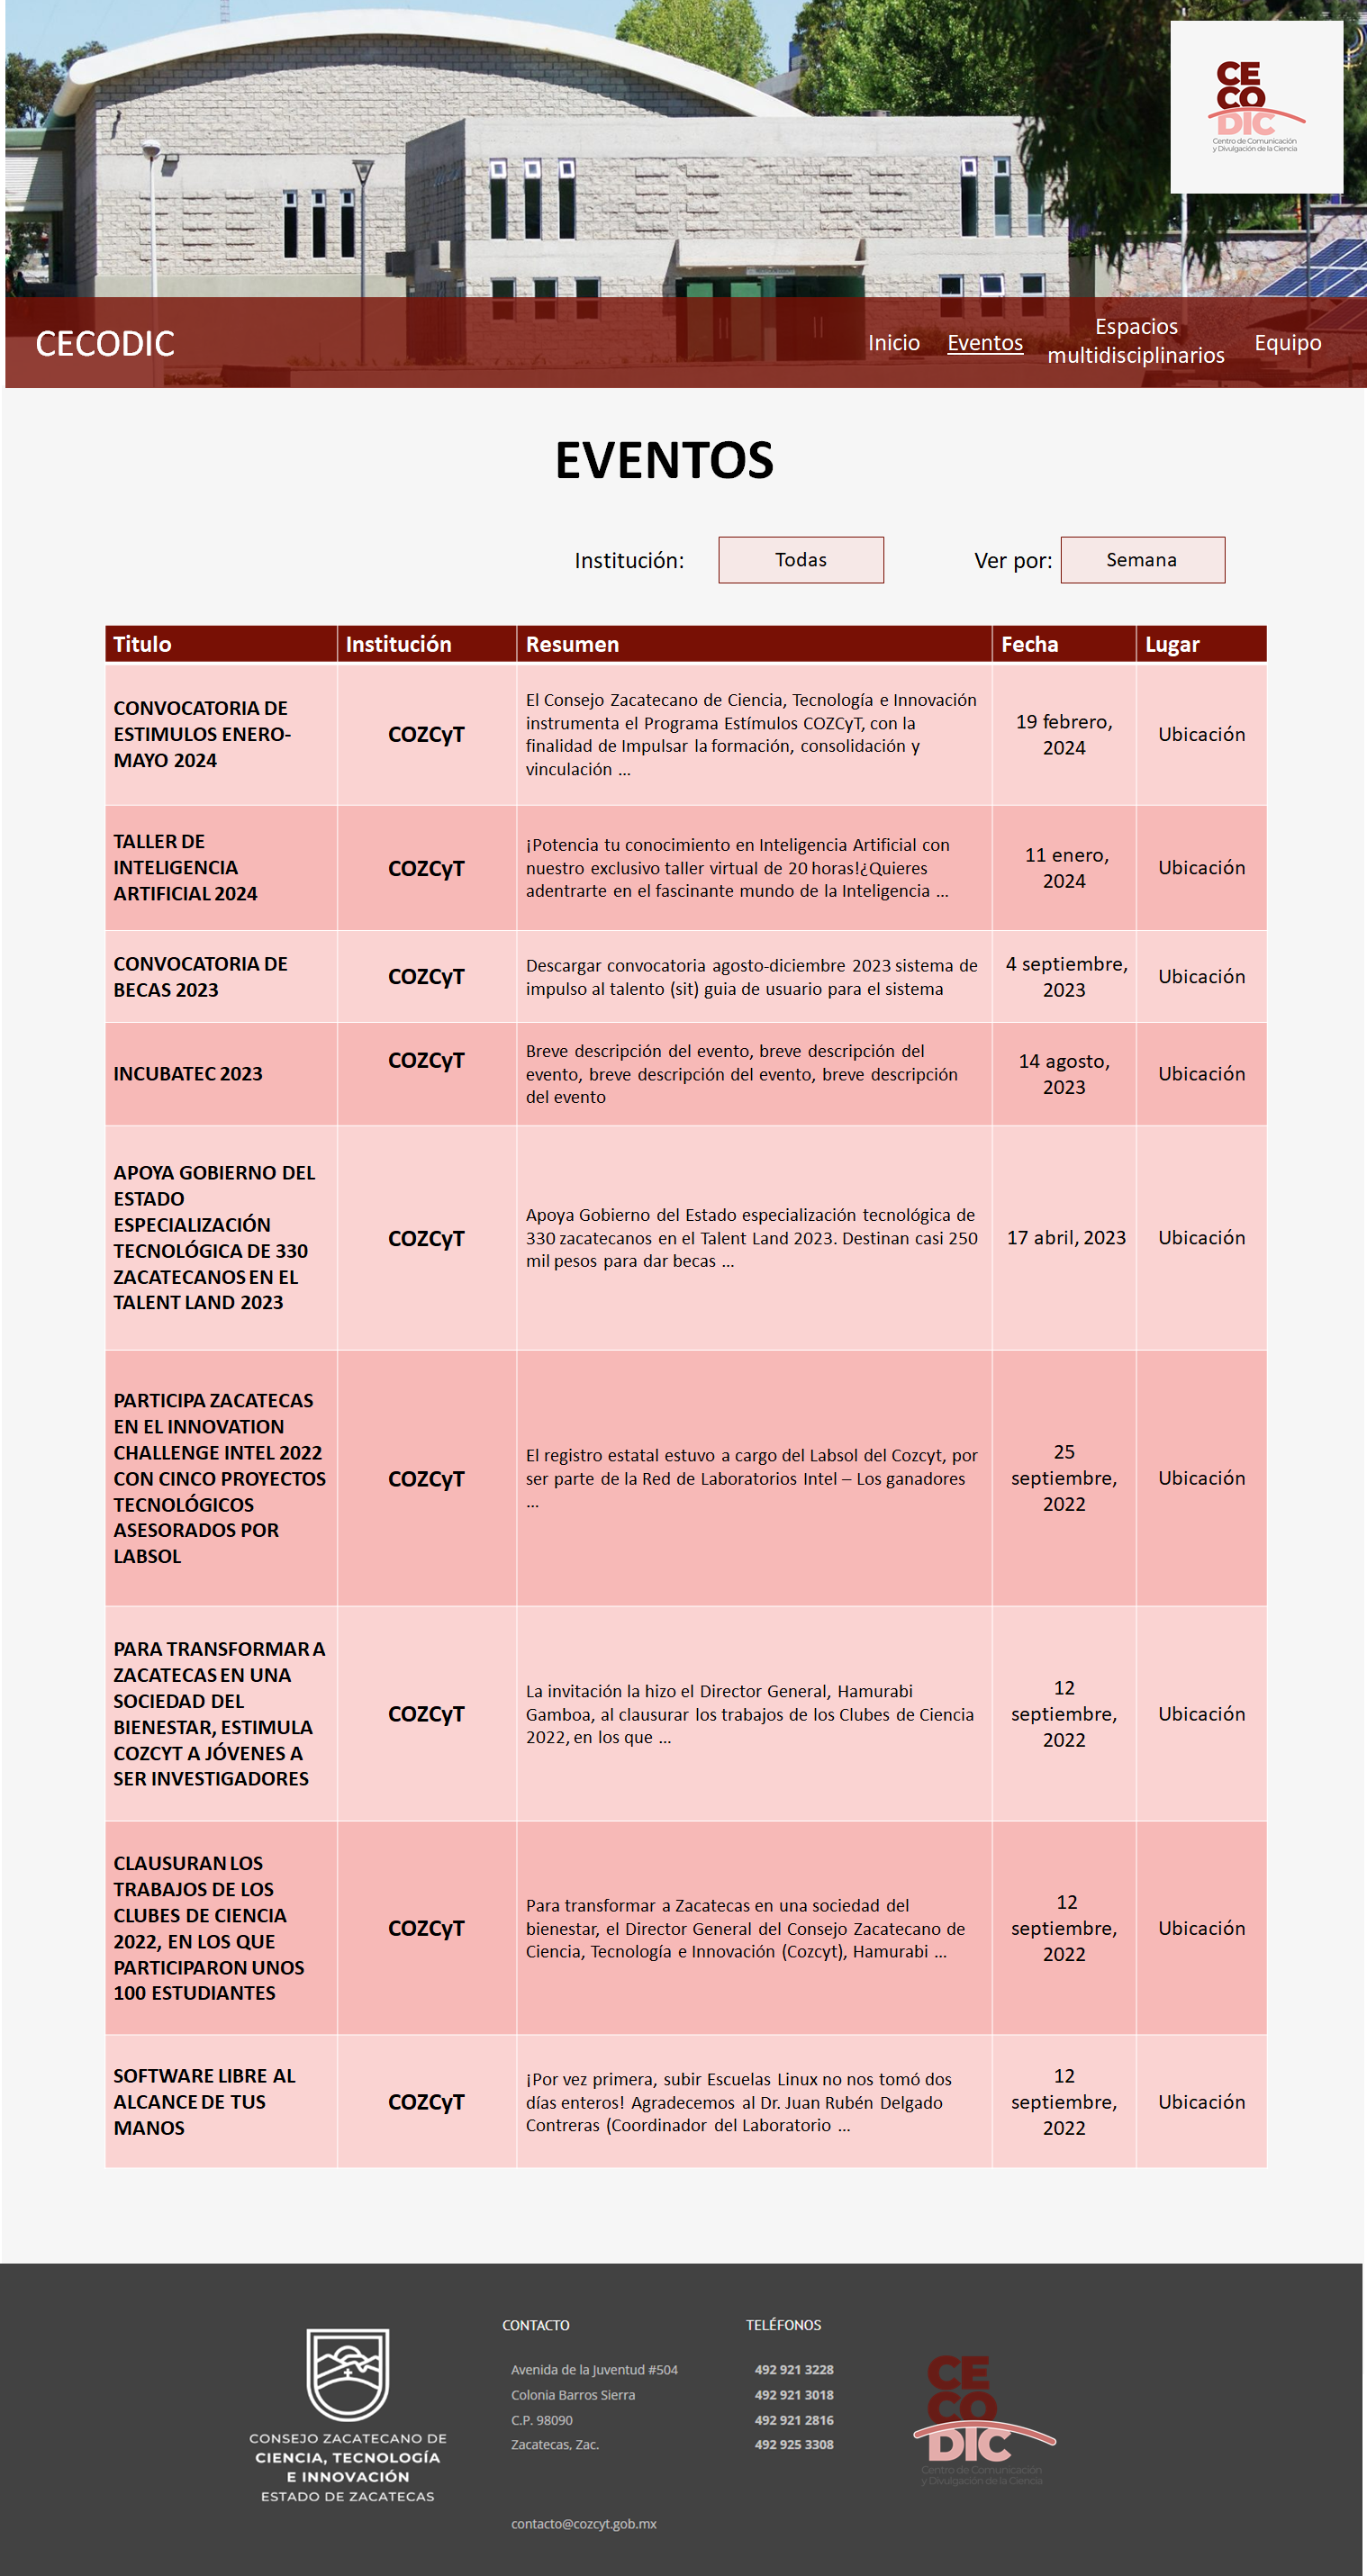 CE
CO
DIC
Centro de Comunicación
y Divulgación de la Ciencia
CECODIC
Inicio
Eventos
Espacios
multidisciplinarios
Equipo
EVENTOS
Institución:
Todas
Ver por:
Semana
Titulo
Institución
Resumen
Fecha
Lugar
CONVOCATORIA DE
ESTIMULOS ENERO-
MAYO 2024
COZCyT
El Consejo Zacatecano de Ciencia, Tecnología e Innovación
instrumenta el Programa Estímulos COZCyT, con la
finalidad de Impulsar la formación, consolidación y
vinculación ...
19 febrero,
2024
Ubicación
TALLER DE
INTELIGENCIA
ARTIFICIAL 2024
COZCyT
¡Potencia tu conocimiento en Inteligencia Artificial con
nuestro exclusivo taller virtual de 20 horas!¿Quieres
adentrarte en el fascinante mundo de la Inteligencia ...
11 enero,
2024
Ubicación
CONVOCATORIA DE
BECAS 2023
COZCyT
Descargar convocatoria agosto-diciembre 2023 sistema de
impulso al talento (sit) guia de usuario para el sistema
4 septiembre,
2023
Ubicación
INCUBATEC 2023
COZCyT
Breve descripción del evento, breve descripción del
evento, breve descripción del evento, breve descripción
del evento
14 agosto,
2023
Ubicación
APOYA GOBIERNO DEL
ESTADO
ESPECIALIZACIÓN
TECNOLÓGICA DE 330
ZACATECANOS EN EL
TALENT LAND 2023
COZCyT
Apoya Gobierno del Estado especialización tecnológica de
330 zacatecanos en el Talent Land 2023. Destinan casi 250
mil pesos para dar becas ...
17 abril, 2023
Ubicación
PARTICIPA ZACATECAS
EN EL INNOVATION
CHALLENGE INTEL 2022
CON CINCO PROYECTOS
TECNOLÓGICOS
ASESORADOS POR
LABSOL
COZCyT
El registro estatal estuvo a cargo del Labsol del Cozcyt, por
ser parte de la Red de Laboratorios Intel – Los ganadores
...
25
septiembre,
2022
Ubicación
PARA TRANSFORMAR A
ZACATECAS EN UNA
SOCIEDAD DEL
BIENESTAR, ESTIMULA
COZCYT A JÓVENES A
SER INVESTIGADORES
COZCyT
La invitación la hizo el Director General, Hamurabi
Gamboa, al clausurar los trabajos de los Clubes de Ciencia
2022, en los que ...
12
septiembre,
2022
Ubicación
CLAUSURAN LOS
TRABAJOS DE LOS
CLUBES DE CIENCIA
2022, EN LOS QUE
PARTICIPARON UNOS
100 ESTUDIANTES
COZCyT
Para transformar a Zacatecas en una sociedad del
bienestar, el Director General del Consejo Zacatecano de
Ciencia, Tecnología e Innovación (Cozcyt), Hamurabi ...
12
septiembre,
2022
Ubicación
SOFTWARE LIBRE AL
ALCANCE DE TUS
MANOS
COZCyT
¡Por vez primera, subir Escuelas Linux no nos tomó dos
días enteros! Agradecemos al Dr. Juan Rubén Delgado
Contreras (Coordinador del Laboratorio ...
12
septiembre,
2022
Ubicación
CONSEJO ZACATECANO DE
CIENCIA, TECNOLOGÍA
E INNOVACIÓN
ESTADO DE ZACATECAS
CONTACTO
Avenida de la Juventud #504
Colonia Barros Sierra
C.P. 98090
Zacatecas, Zac.
contacto@cozcyt.gob.mx
TELÉFONOS
492 921 3228
492 921 3018
492 921 2816
492 925 3308
CE
CO
DIC
Centro de Comunicación
y Divulgación de la Ciencia